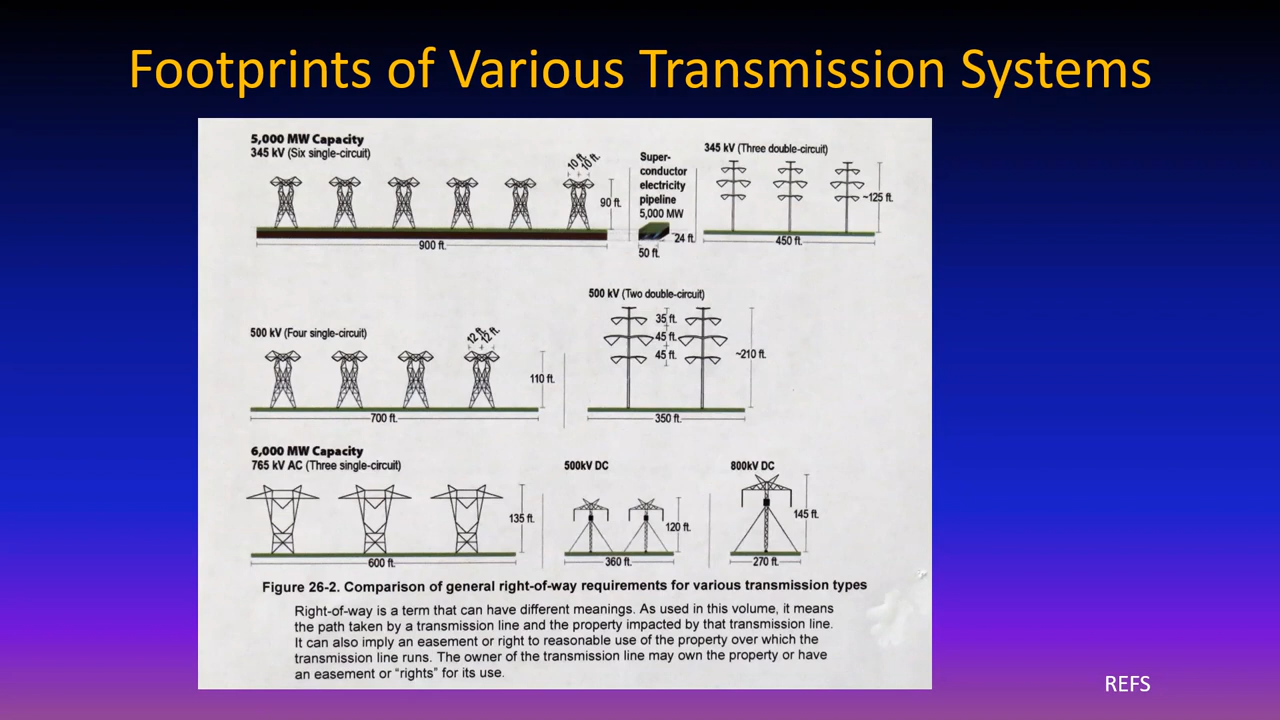 Footprints of Various Transmission Systems
5,000 MW Capacity
345 kV (Six single-circuit)
10 ft.
10 ft.
90 ft.
900 ft.
Super-
conductor
electricity
pipeline
5,000 MW
24 ft.
50 ft.
345 kV (Three double-circuit)
~125 ft.
450 ft.
500 kV (Four single-circuit)
12 ft.
12 ft.
110 ft.
700 ft.
500 kV (Two double-circuit)
35 ft.
45 ft.
45 ft.
~210 ft.
350 ft.
6,000 MW Capacity
765 kV AC (Three single-circuit)
135 ft.
600 ft.
500kV DC
120 ft.
360 ft.
800kV DC
145 ft.
270 ft.
Figure 26-2. Comparison of general right-of-way requirements for various transmission types
Right-of-way is a term that can have different meanings. As used in this volume, it means
the path taken by a transmission line and the property impacted by that transmission line.
It can also imply an easement or right to reasonable use of the property over which the
transmission line runs. The owner of the transmission line may own the property or have
an easement or “rights” for its use.
REFS